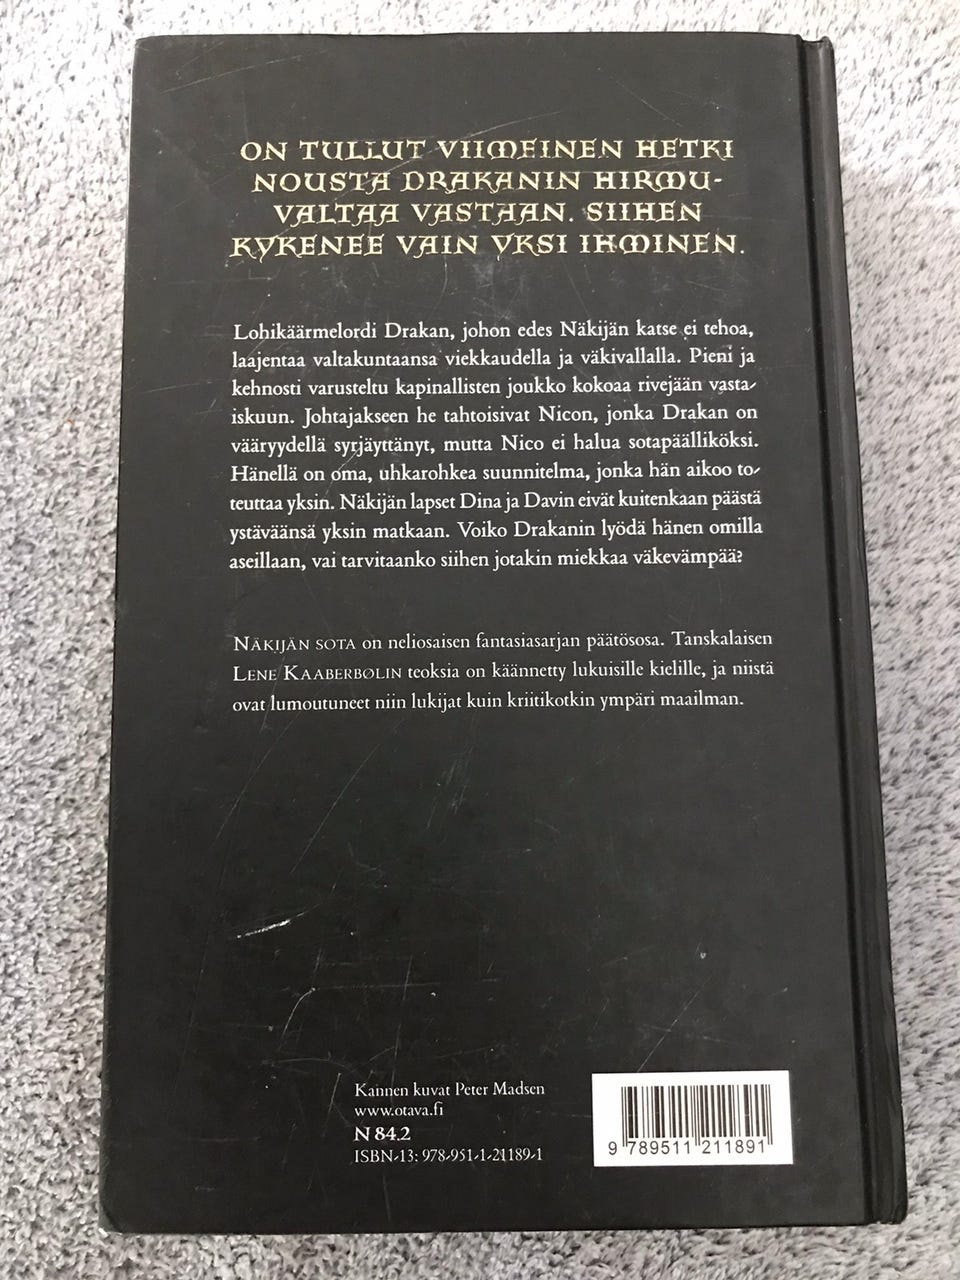 ON TULLUT VIIMEINEN HETKI
NOUSTA DRAKANIN HIRMU-
VALTAA VASTAAN. SIIHEN
KYKENEE VAIN YKSI IHMINEN.
Lohikäärmelordi Drakan, johon edes Näkijän katse ei tehoa,
laajentaa valtakuntaansa viekkaudella ja väkivallalla. Pieni ja
kehnosti varusteltu kapinallisten joukko kokoaa rivejään vasta-
iskuun. Johtajakseen he tahtoisivat Nicon, jonka Drakan on
vääryydellä syrjäyttänyt, mutta Nico ei halua sotapäälliköksi.
Hänellä on oma, uhkarohkea suunnitelma, jonka hän aikoo to-
teuttaa yksin. Näkijän lapset Dina ja Davin eivät kuitenkaan päästä
ystäväänsä yksin matkaan. Voiko Drakanin lyödä hänen omilla
aseillaan, vai tarvitaanko siihen jotakin miekkaa väkevämpää?
NÄKIJÄN SOTA on neliosaisen fantasiasarjan päätösosa. Tanskalaisen
LENE KAABERBØLIN teoksia on käännetty lukuisille kielille, ja niistä
ovat lumoutuneet niin lukijat kuin kriitikotkin ympäri maailman.
Kannen kuvat Peter Madsen
www.otava.fi
N 84.2
ISBN-13: 978-951-1-21189-1
9 789511 211891